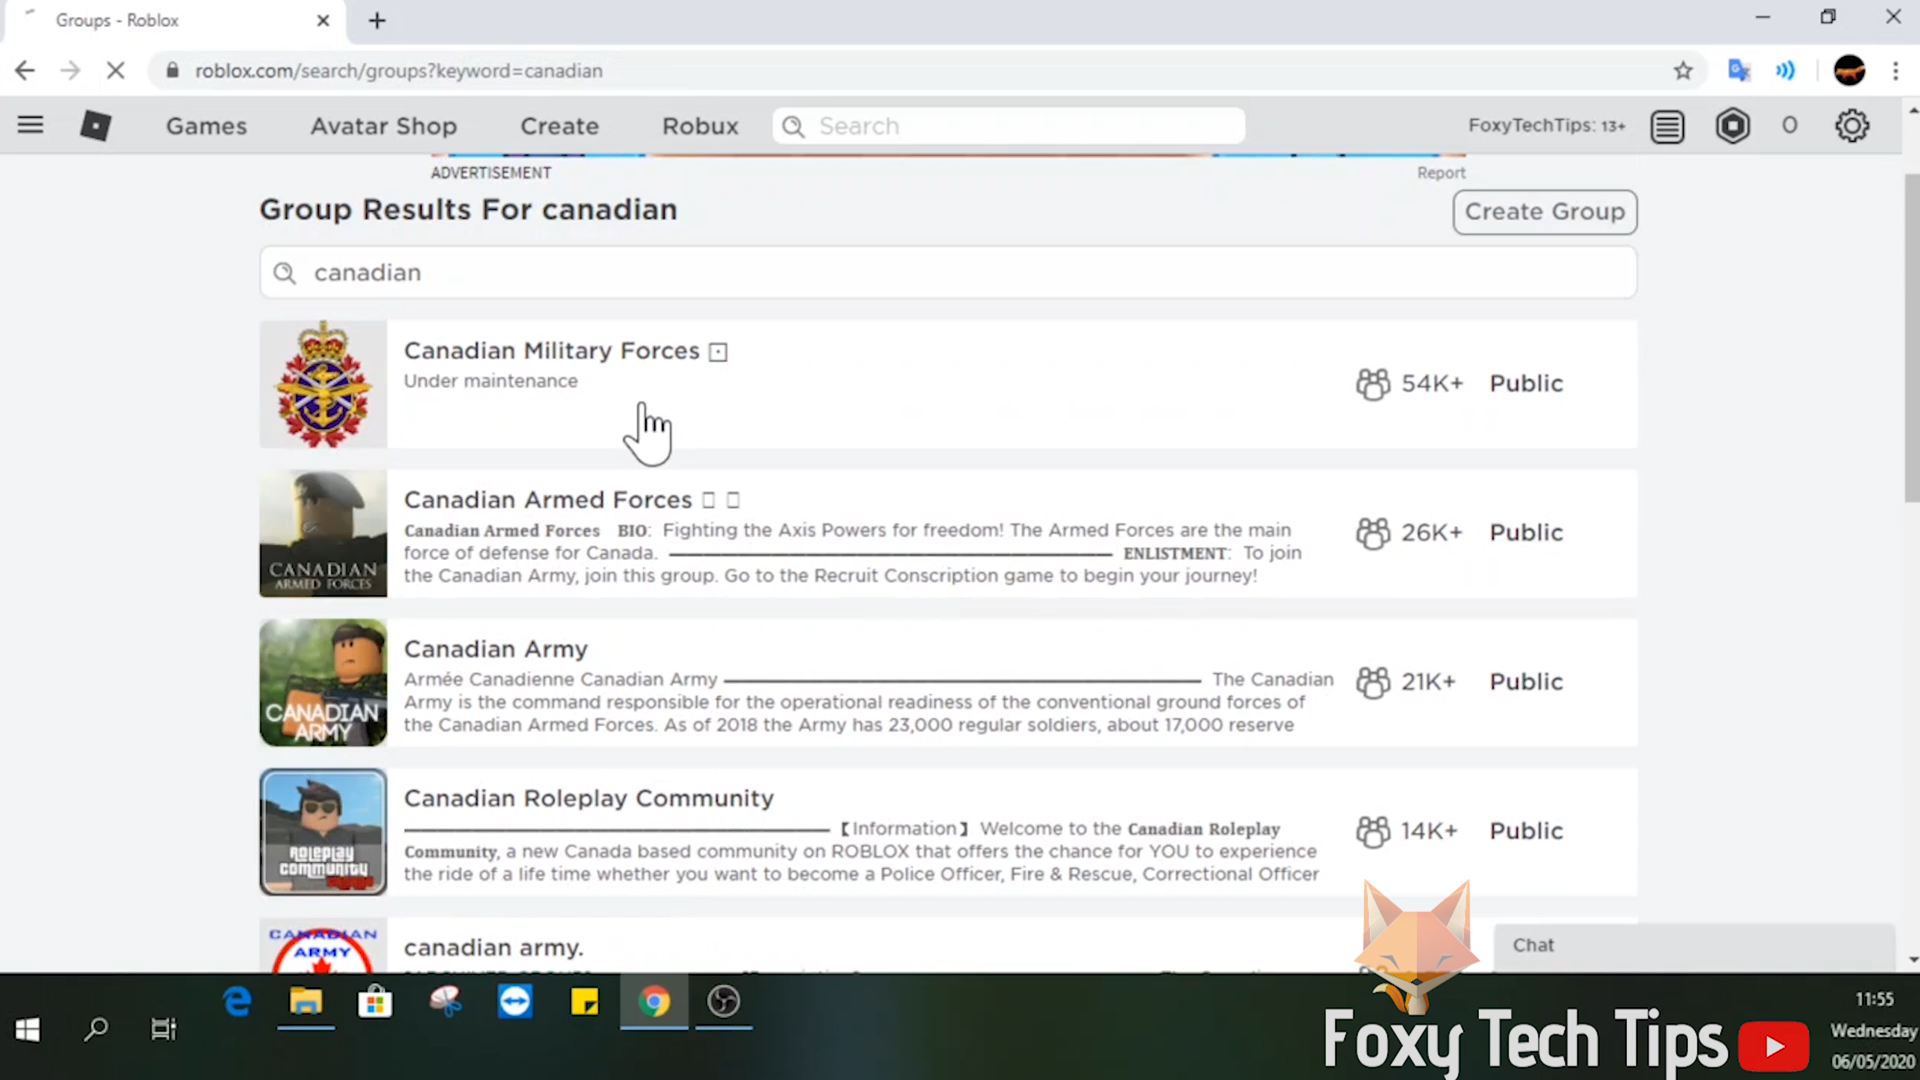 Groups - Roblox
roblox.com/search/groups?keyword=canadian
Games Avatar Shop Create Robux Search FoxyTechTips: 13+ 0
ADVERTISEMENT Report
Group Results For canadian Create Group
canadian
Canadian Military Forces
Under maintenance
54K+ Public
Canadian Armed Forces
Canadian Armed Forces BIO: Fighting the Axis Powers for freedom! The Armed Forces are the main
force of defense for Canada. ENLISTMENT: To join
the Canadian Army, join this group. Go to the Recruit Conscription game to begin your journey!
26K+ Public
CANADIAN
ARMED FORCES
Canadian Army
Armée Canadienne Canadian Army The Canadian
Army is the command responsible for the operational readiness of the conventional ground forces of
the Canadian Armed Forces. As of 2018 the Army has 23,000 regular soldiers, about 17,000 reserve
21K+ Public
CANADIAN
ARMY
Canadian Roleplay Community
【Information】 Welcome to the Canadian Roleplay
Community, a new Canada based community on ROBLOX that offers the chance for YOU to experience
the ride of a life time whether you want to become a Police Officer, Fire & Rescue, Correctional Officer
14K+ Public
ROLEPLAY
COMMUNITY
CANADIAN
ARMY
canadian army.
Chat
11:55
Wednesday
06/05/2020
Foxy Tech Tips